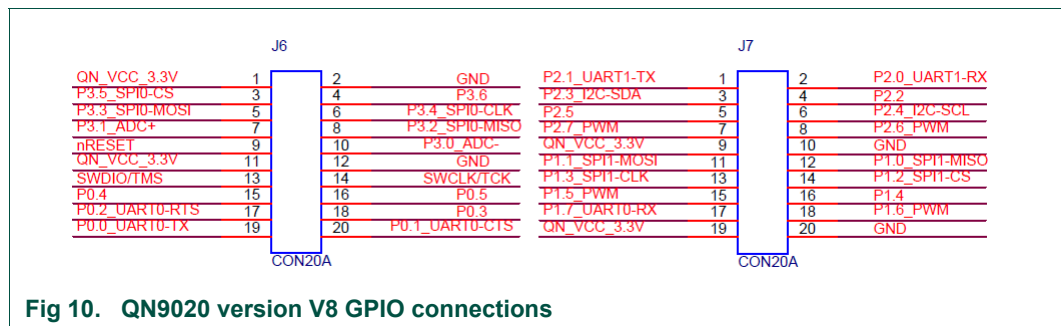 J6 J7
QN_VCC_3.3V 1 2 GND P2.1_UART1-TX 1 2 P2.0_UART1-RX
P3.5_SPI0-CS 3 4 P3.6 P2.3_I2C-SDA 3 4 P2.2
P3.3_SPI0-MOSI 5 6 P3.4_SPI0-CLK P2.5 5 6 P2.4_I2C-SCL
P3.1_ADC+ 7 8 P3.2_SPI0-MISO P2.7_PWM 7 8 P2.6_PWM
nRESET 9 10 P3.0_ADC- QN_VCC_3.3V 9 10 GND
QN_VCC_3.3V 11 12 GND P1.1_SPI1-MOSI 11 12 P1.0_SPI1-MISO
SWDIO/TMS 13 14 SWCLK/TCK P1.3_SPI1-CLK 13 14 P1.2_SPI1-CS
P0.4 15 16 P0.5 P1.5_PWM 15 16 P1.4
P0.2_UART0-RTS 17 18 P0.3 P1.7_UART0-RX 17 18 P1.6_PWM
P0.0_UART0-TX 19 20 P0.1_UART0-CTS QN_VCC_3.3V 19 20 GND
CON20A CON20A
Fig 10. QN9020 version V8 GPIO connections